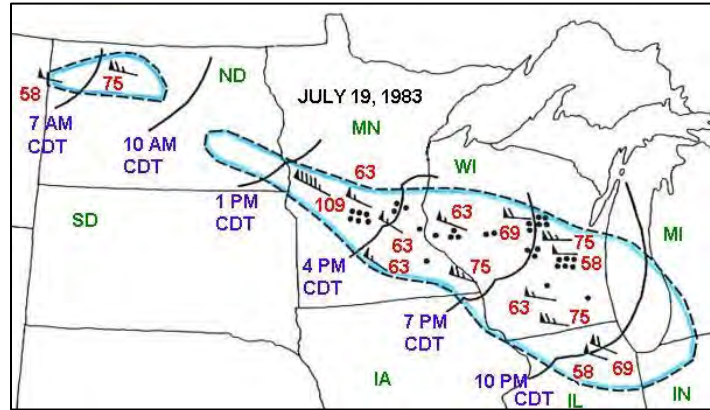 ND
58
75
7 AM
CDT
10 AM
CDT
JULY 19, 1983
MN
63
WI
1 PM
CDT
109
63
SD
63
69
75
MI
63
58
4 PM
CDT
75
7 PM
CDT
63
75
10 PM
CDT
58
69
IA
IL
IN